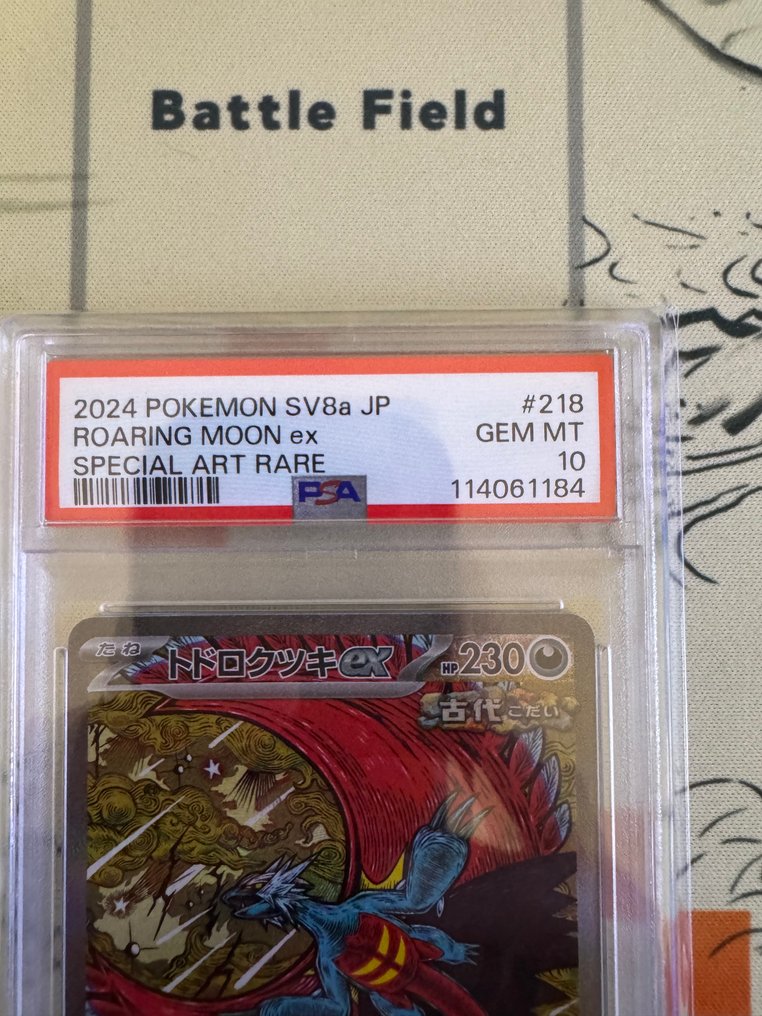 Battle Field
2024 POKEMON SV8a JP #218
ROARING MOON ex GEM MT
SPECIAL ART RARE 10
PSA 114061184
たね トドロクツキex HP230
古代 こだい